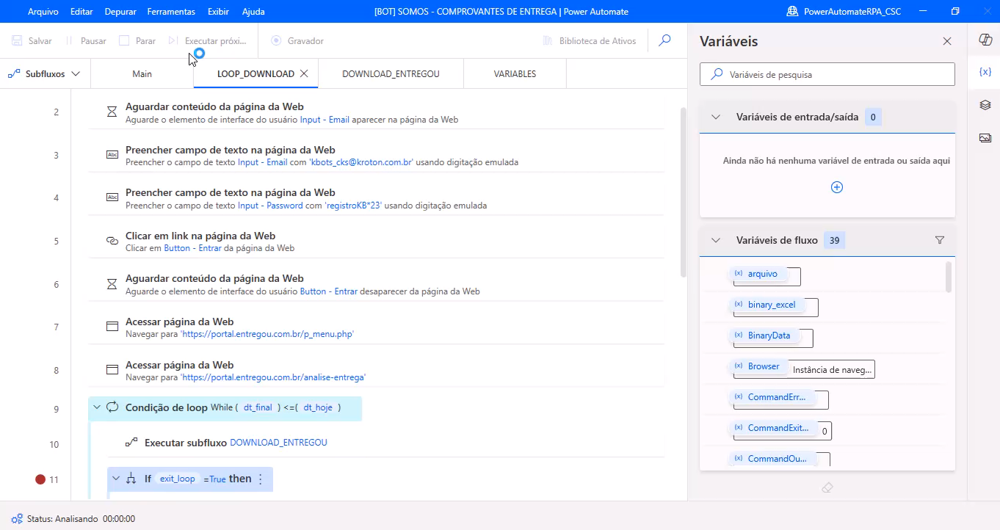 Arquivo Editar Depurar Ferramentas Exibir Ajuda [BOT] SOMOS - COMPROVANTES DE ENTREGA | Power Automate PowerAutomateRPA_CSC
Salvar Pausar Parar Executar próxi... Gravador Biblioteca de Ativos
Subfluxos Main LOOP_DOWNLOAD DOWNLOAD_ENTREGOU VARIABLES
2 Aguardar conteúdo da página da Web
Aguarde o elemento de interface do usuário Input - Email aparecer na página da Web
3 Preencher campo de texto na página da Web
Preencher o campo de texto Input - Email com 'kbots_cks@kroton.com.br' usando digitação emulada
4 Preencher campo de texto na página da Web
Preencher o campo de texto Input - Password com 'registroKB*23' usando digitação emulada
5 Clicar em link na página da Web
Clicar em Button - Entrar da página da Web
6 Aguardar conteúdo da página da Web
Aguarde o elemento de interface do usuário Button - Entrar desaparecer da página da Web
7 Acessar página da Web
Navegar para 'https://portal.entregou.com.br/p_menu.php'
8 Acessar página da Web
Navegar para 'https://portal.entregou.com.br/analise-entrega'
9 Condição de loop While ( dt_final ) <=( dt_hoje )
10 Executar subfluxo DOWNLOAD_ENTREGOU
11 If exit_loop =True then
Variáveis
Variáveis de pesquisa
Variáveis de entrada/saída 0
Ainda não há nenhuma variável de entrada ou saída aqui
Variáveis de fluxo 39
(x) arquivo
(x) binary_excel
(x) BinaryData
(x) Browser Instância de naveg...
(x) CommandErr...
(x) CommandExit... 0
(x) CommandOu...
{x}
Status: Analisando 00:00:00